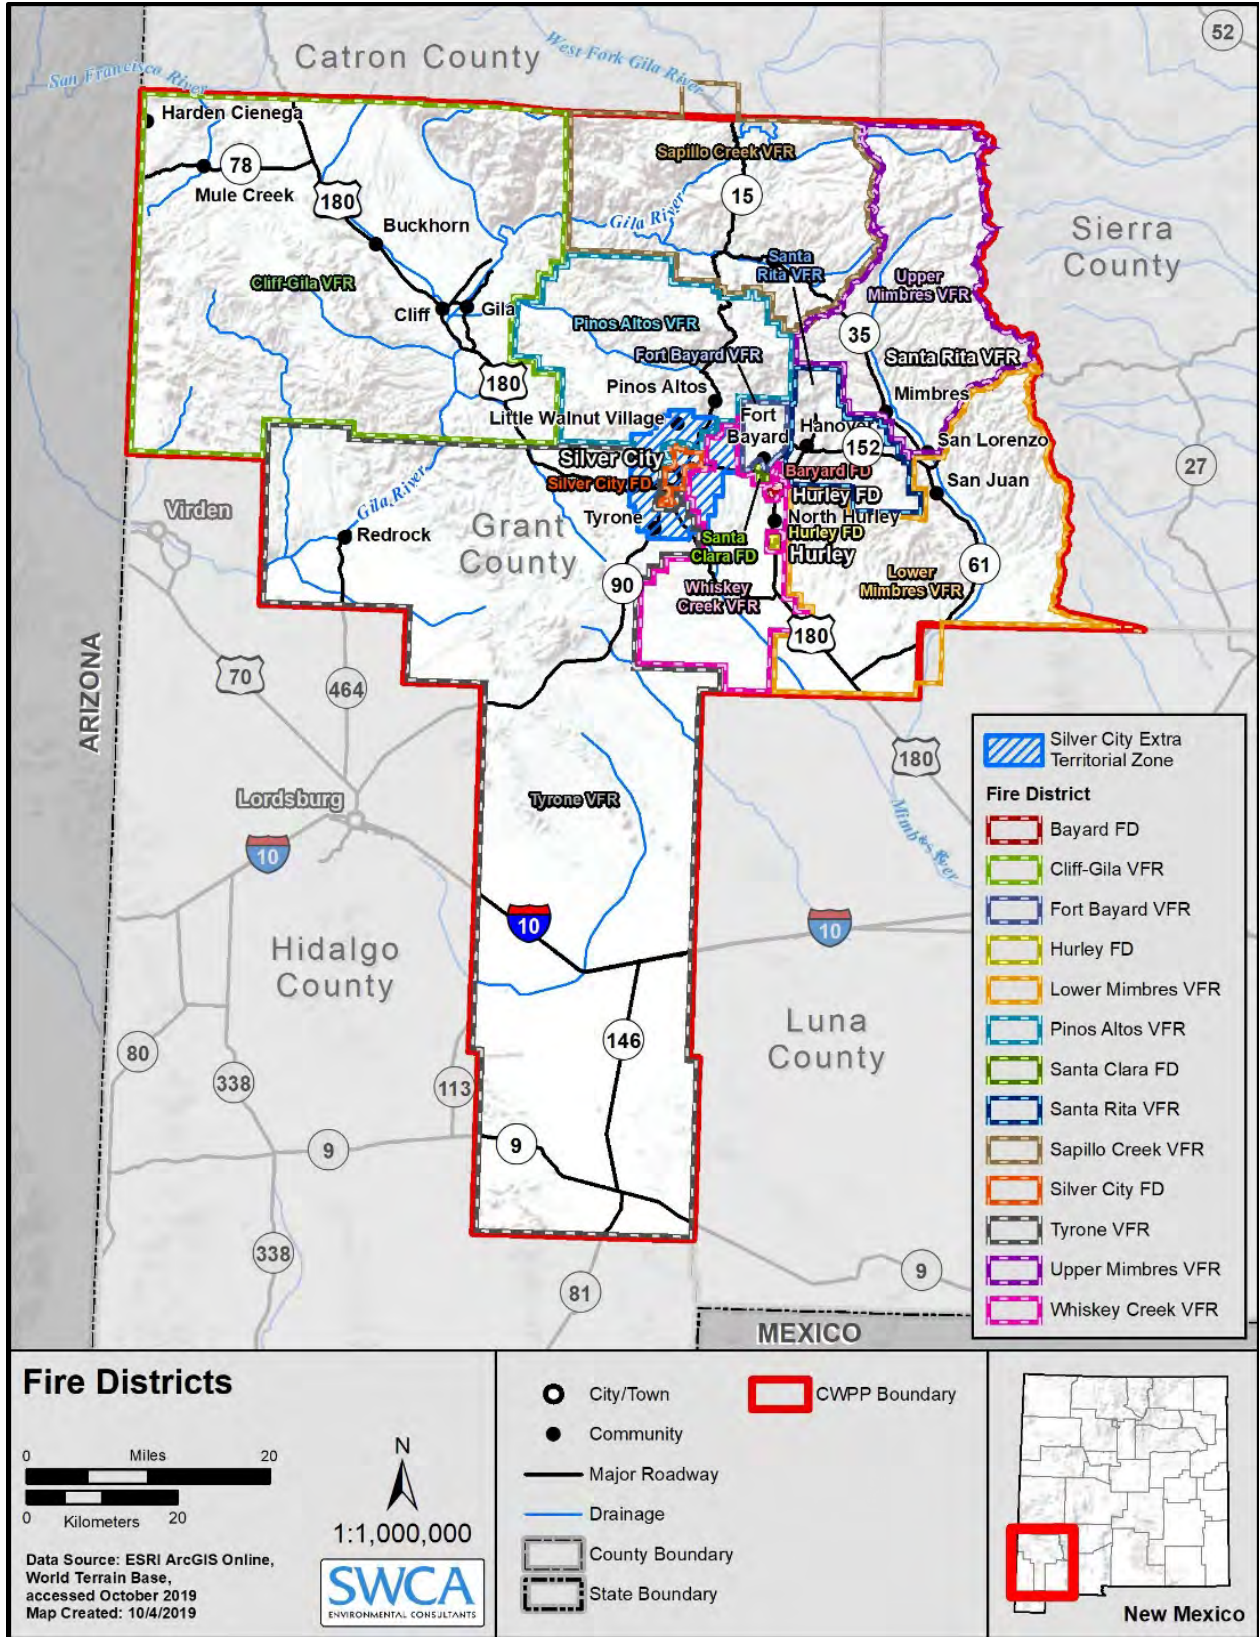 52
Catron County
West Fork Gila River
San Francisco River
Harden Cienega
78
Mule Creek
180
Buckhorn
Cliff-Gila VFR
Cliff
Gila
180
Sapillo Creek VFR
15
Gila River
Santa
Rita VFR
Sierra
County
Upper
Mimbres VFR
Pinos Altos VFR
35
Fort Bayard VFR
Santa Rita VFR
Pinos Altos
Mimbres
Little Walnut Village
Fort
Bayard
Hanover
152
San Lorenzo
Silver City
Silver City FD
Baryard FD
San Juan
27
Hurley FD
Tyrone
North Hurley
Hurley FD
Santa
Clara FD
Hurley
Virden
Gila River
Redrock
Grant
County
90
Whiskey
Creek VFR
Lower
Mimbres VFR
61
180
ARIZONA
70
464
180
Mimbres River
Lordsburg
10
Tyrone VFR
10
10
Hidalgo
County
Luna
County
146
80
338
113
9
9
338
81
9
MEXICO
Silver City Extra
Territorial Zone
Fire District
Bayard FD
Cliff-Gila VFR
Fort Bayard VFR
Hurley FD
Lower Mimbres VFR
Pinos Altos VFR
Santa Clara FD
Santa Rita VFR
Sapillo Creek VFR
Silver City FD
Tyrone VFR
Upper Mimbres VFR
Whiskey Creek VFR
Fire Districts
0 Miles 20
0 Kilometers 20
N
1:1,000,000
Data Source: ESRI ArcGIS Online,
World Terrain Base,
accessed October 2019
Map Created: 10/4/2019
SWCA
ENVIRONMENTAL CONSULTANTS
City/Town
Community
Major Roadway
Drainage
County Boundary
State Boundary
CWPP Boundary
New Mexico